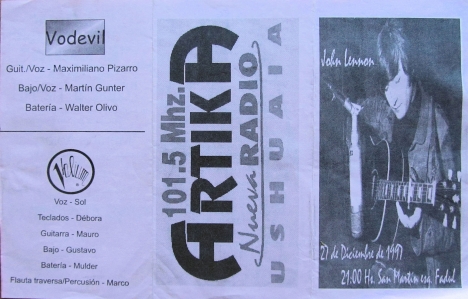 Vodevil
Guit./Voz - Maximiliano Pizarro
Bajo/Voz - Martín Gunter
Batería - Walter Olivo
Voz - Sol
Teclados - Débora
Guitarra - Mauro
Bajo - Gustavo
Batería - Mulder
Flauta traversa/Percusión - Marco
101.5 Mhz.
ARTIKA
Nueva RADIO
USHUAIA
John Lennon
27 de Diciembre de 1997
21:00 Hs. San Martín esq. Fadul